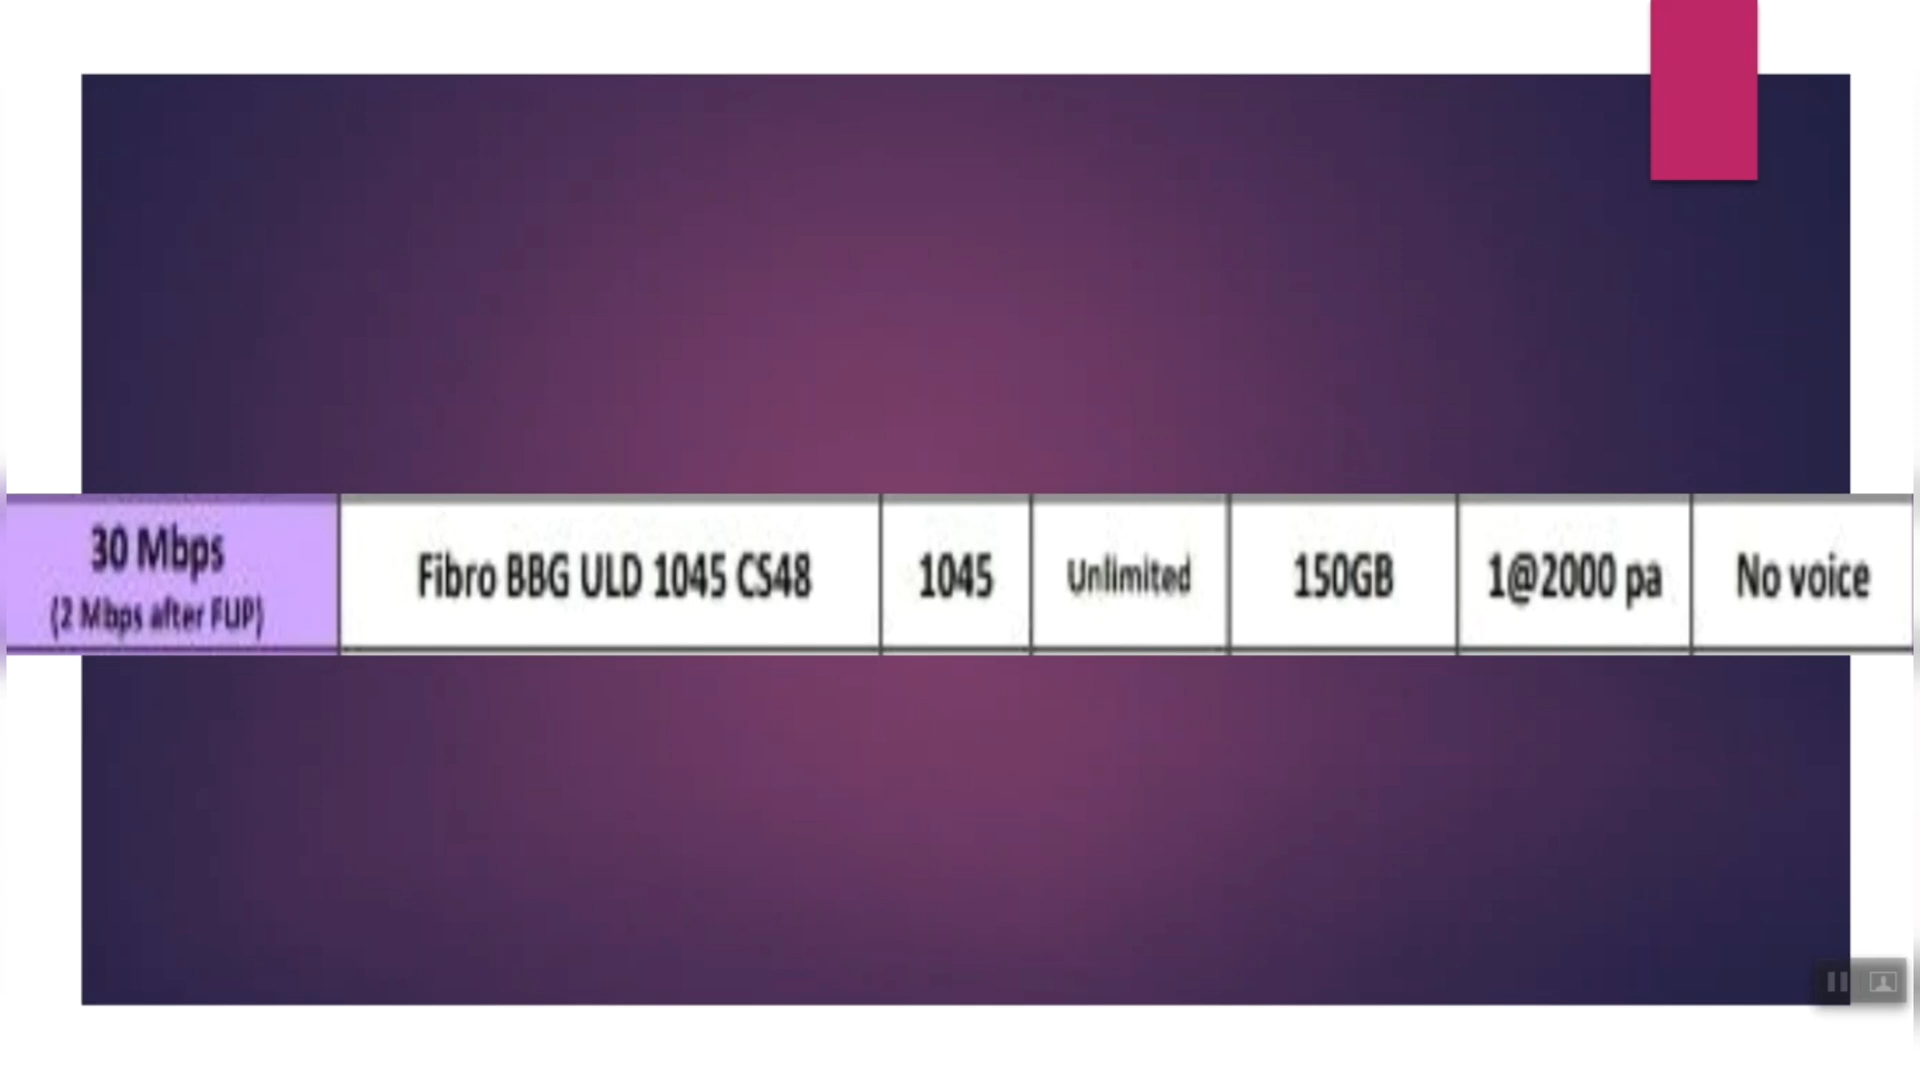 30 Mbps
(2 Mbps after FUP)
Fibro BBG ULD 1045 CS48
1045
Unlimited
150GB
1@2000 pa
No voice